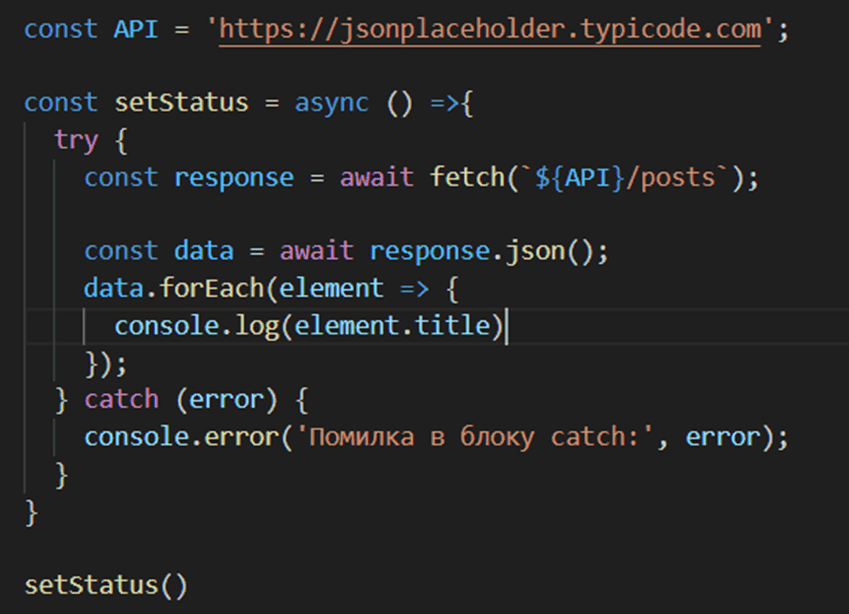 const API = 'https://jsonplaceholder.typicode.com';
const setStatus = async () =>{
try {
const response = await fetch(`${API}/posts`);
const data = await response.json();
data.forEach(element => {
console.log(element.title)
});
} catch (error) {
console.error('Помилка в блоку catch:', error);
}
}
setStatus()